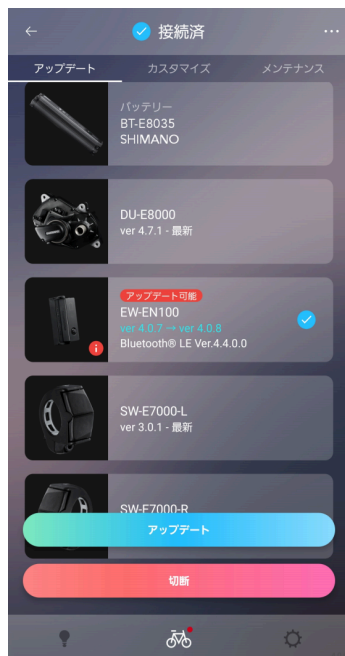 接続済
アップデート カスタマイズ メンテナンス
バッテリー
BT-E8035
SHIMANO
DU-E8000
ver 4.7.1 - 最新
アップデート可能
EW-EN100
ver 4.0.7 → ver 4.0.8
Bluetooth® LE Ver.4.4.0.0
SW-E7000-L
ver 3.0.1 - 最新
SW-E7000-R
アップデート
切断